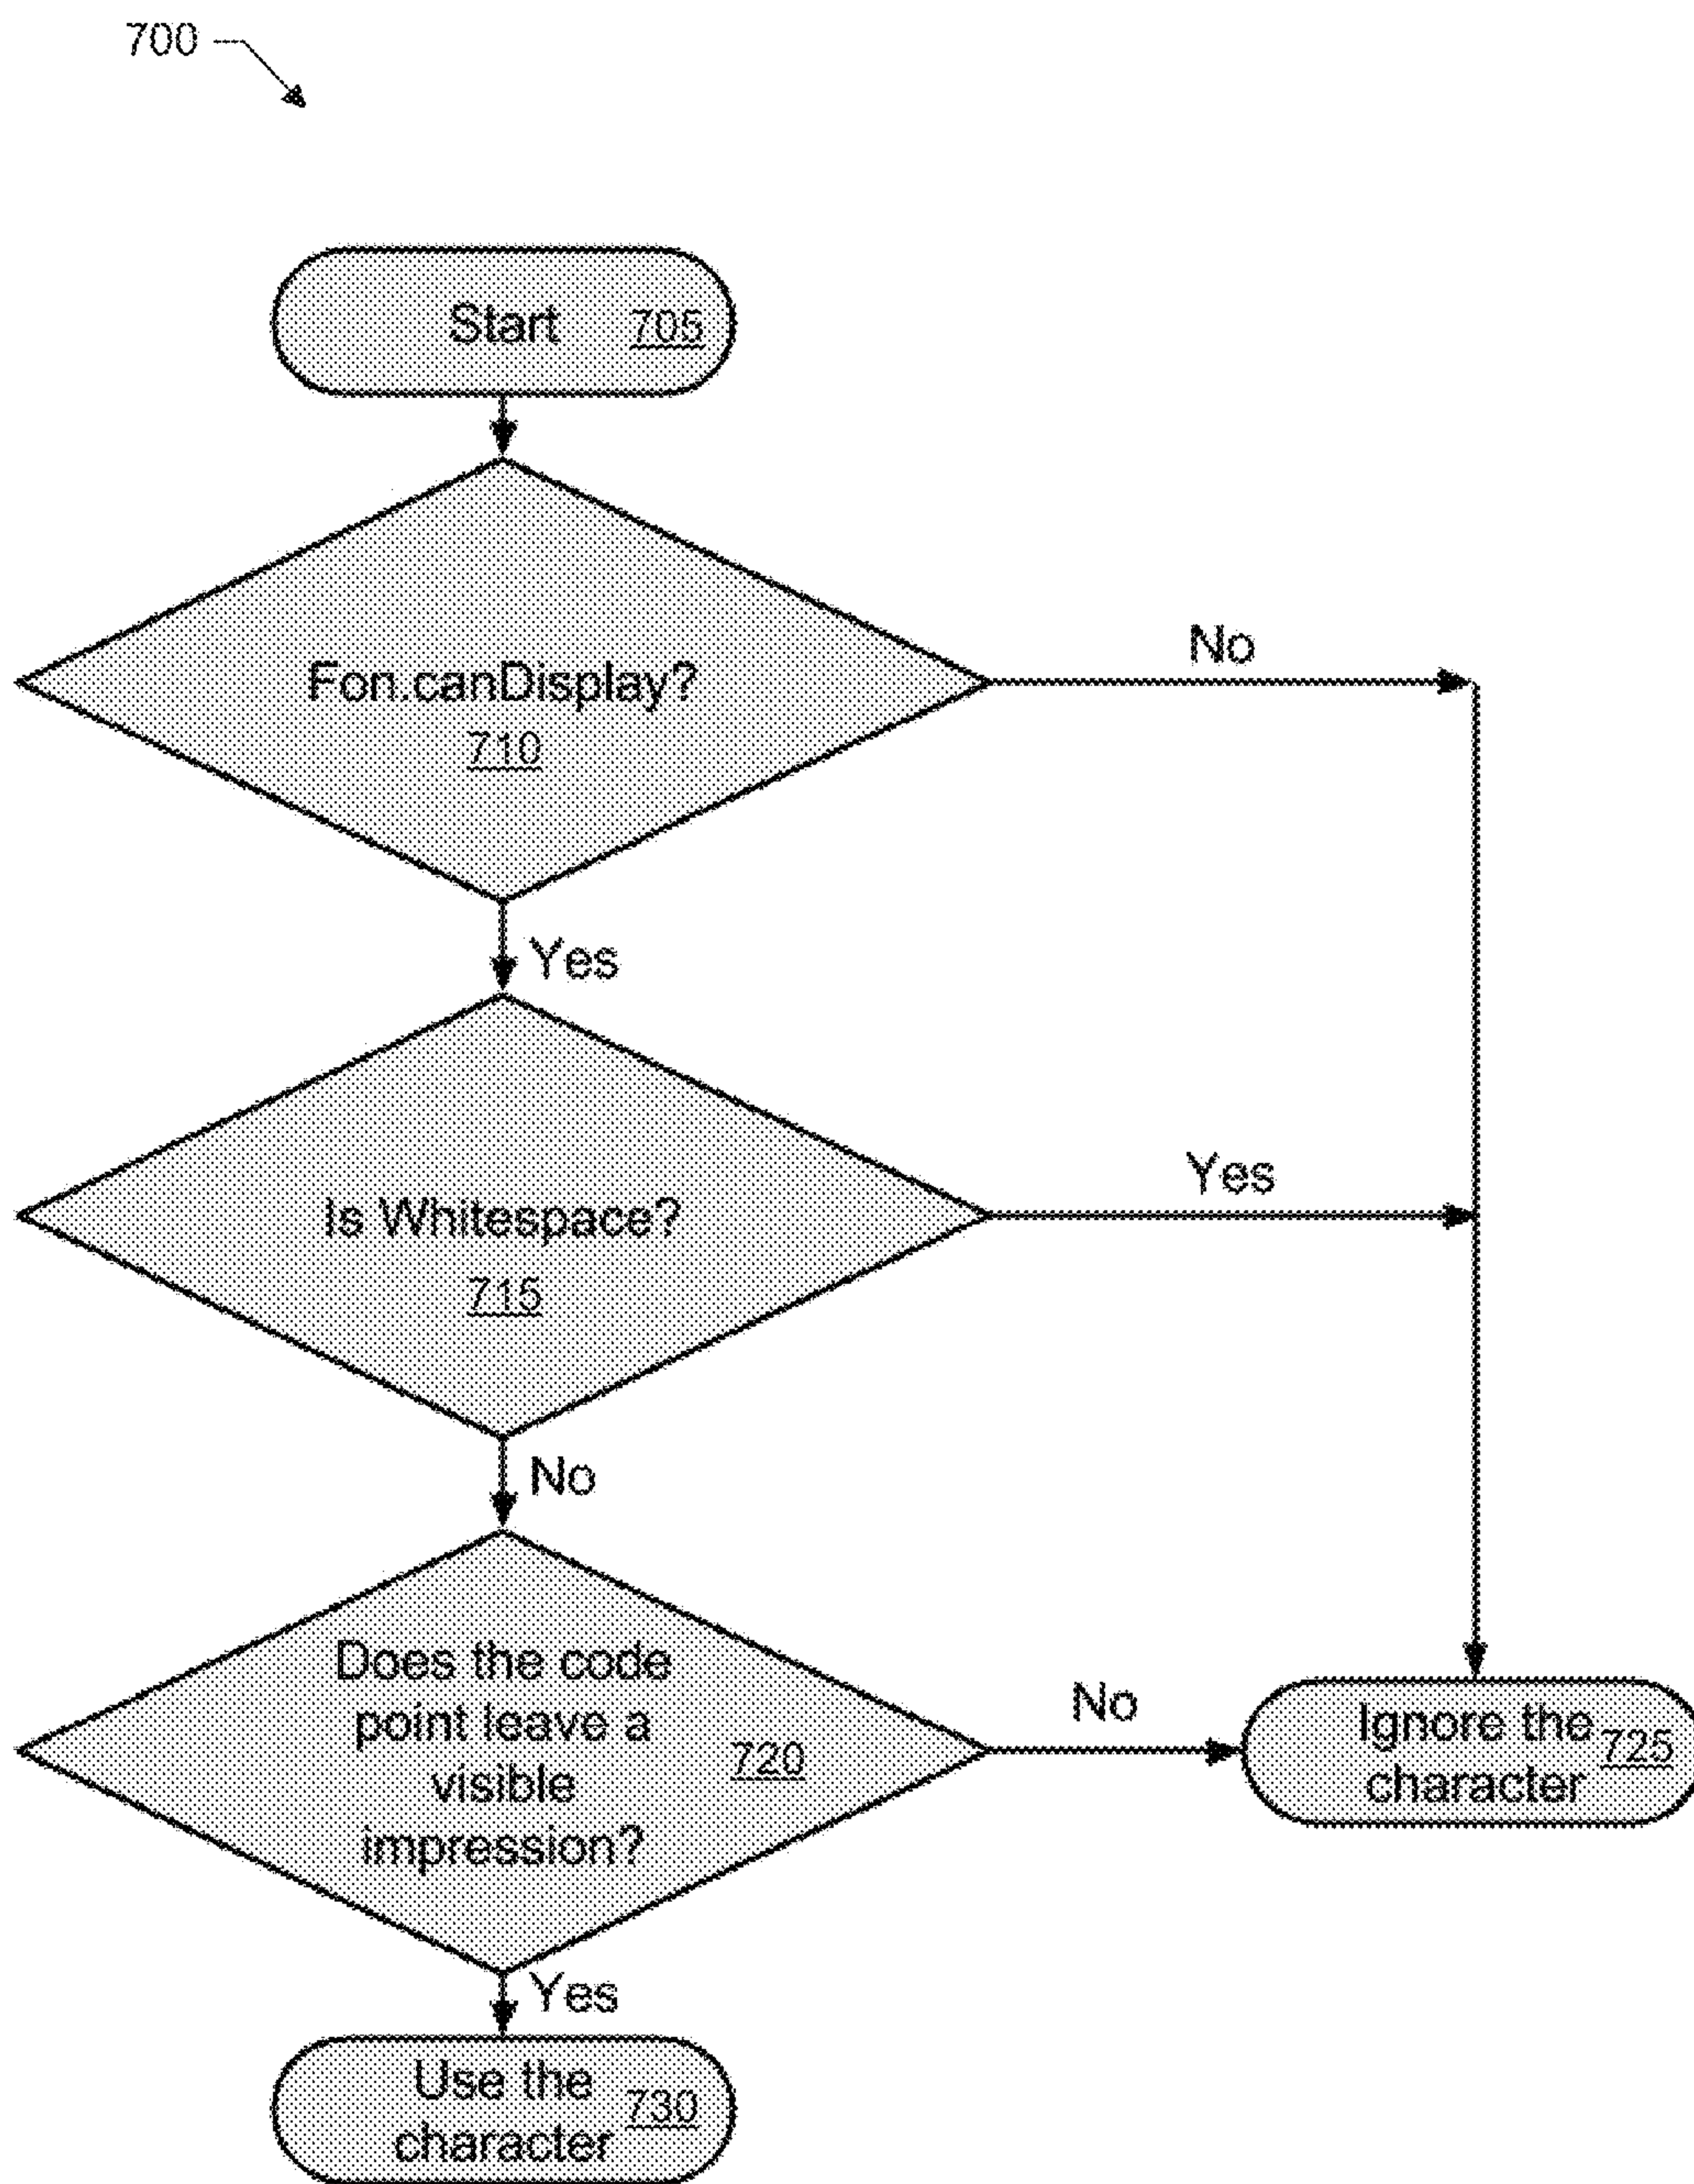 700
Start 705
Fon.canDisplay?
710
No
Yes
Is Whitespace?
715
Yes
No
Does the code
point leave a
visible
impression?
720
No
Ignore the
character
725
Yes
Use the
character
730